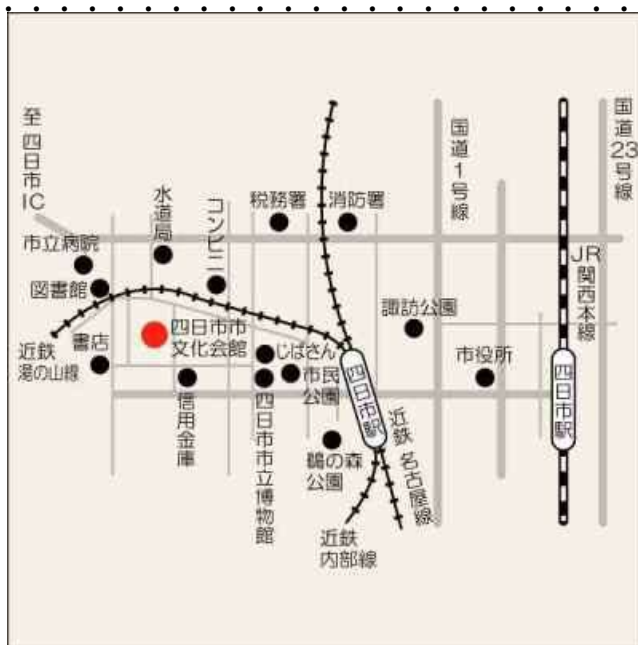 至 四日市IC
水道局
コンビニ
税務署
消防署
国道1号線
国道23号線
JR関西本線
市立病院
図書館
書店
近鉄
湯の山線
四日市市
文化会館
信用金庫
じばさん
市民
公園
四日市市立博物館
鵜の森
公園
四日市駅
近鉄 名古屋線
近鉄
内部線
諏訪公園
市役所
四日市駅